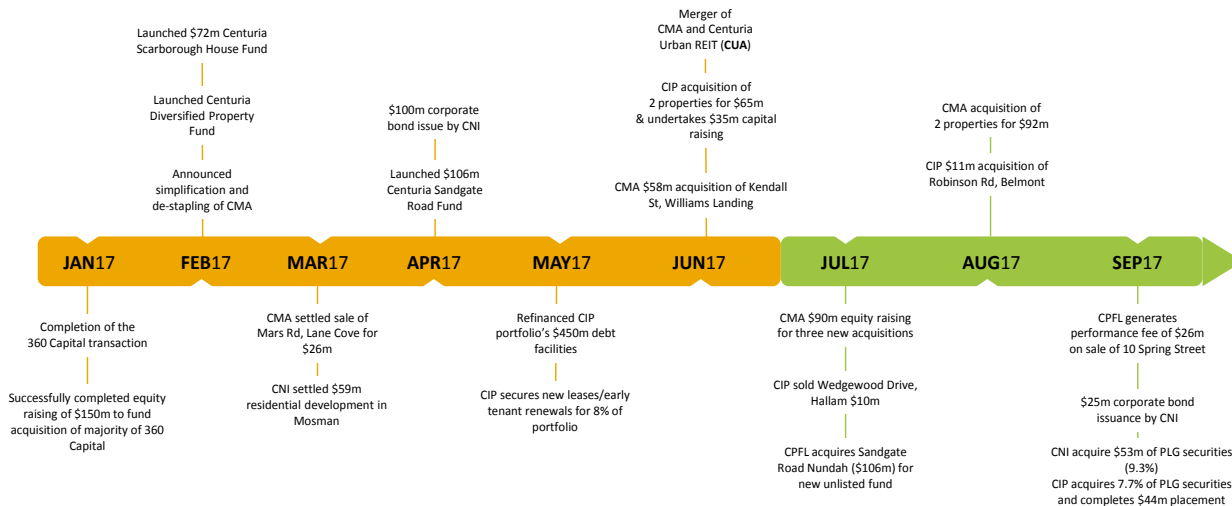 Launched $72m Centuria
Scarborough House Fund
Launched Centuria
Diversified Property
Fund
Announced
simplification and
de-stapling of CMA
$100m corporate
bond issue by CNI
Launched $106m
Centuria Sandgate
Road Fund
Merger of
CMA and Centuria
Urban REIT (CUA)
CIP acquisition of
2 properties for $65m
& undertakes $35m capital
raising
CMA $58m acquisition of Kendall
St, Williams Landing
CMA acquisition of
2 properties for $92m
CIP $11m acquisition of
Robinson Rd, Belmont
JAN17
FEB17
MAR17
APR17
MAY17
JUN17
JUL17
AUG17
SEP17
Completion of the
360 Capital transaction
Successfully completed equity
raising of $150m to fund
acquisition of majority of 360
Capital
CMA settled sale of
Mars Rd, Lane Cove for
$26m
CNI settled $59m
residential development in
Mosman
Refinanced CIP
portfolio’s $450m debt
facilities
CIP secures new leases/early
tenant renewals for 8% of
portfolio
CMA $90m equity raising
for three new acquisitions
CIP sold Wedgewood Drive,
Hallam $10m
CPFL acquires Sandgate
Road Nundah ($106m) for
new unlisted fund
CPFL generates
performance fee of $26m
on sale of 10 Spring Street
$25m corporate bond
issuance by CNI
CNI acquire $53m of PLG securities
(9.3%)
CIP acquires 7.7% of PLG securities
and completes $44m placement